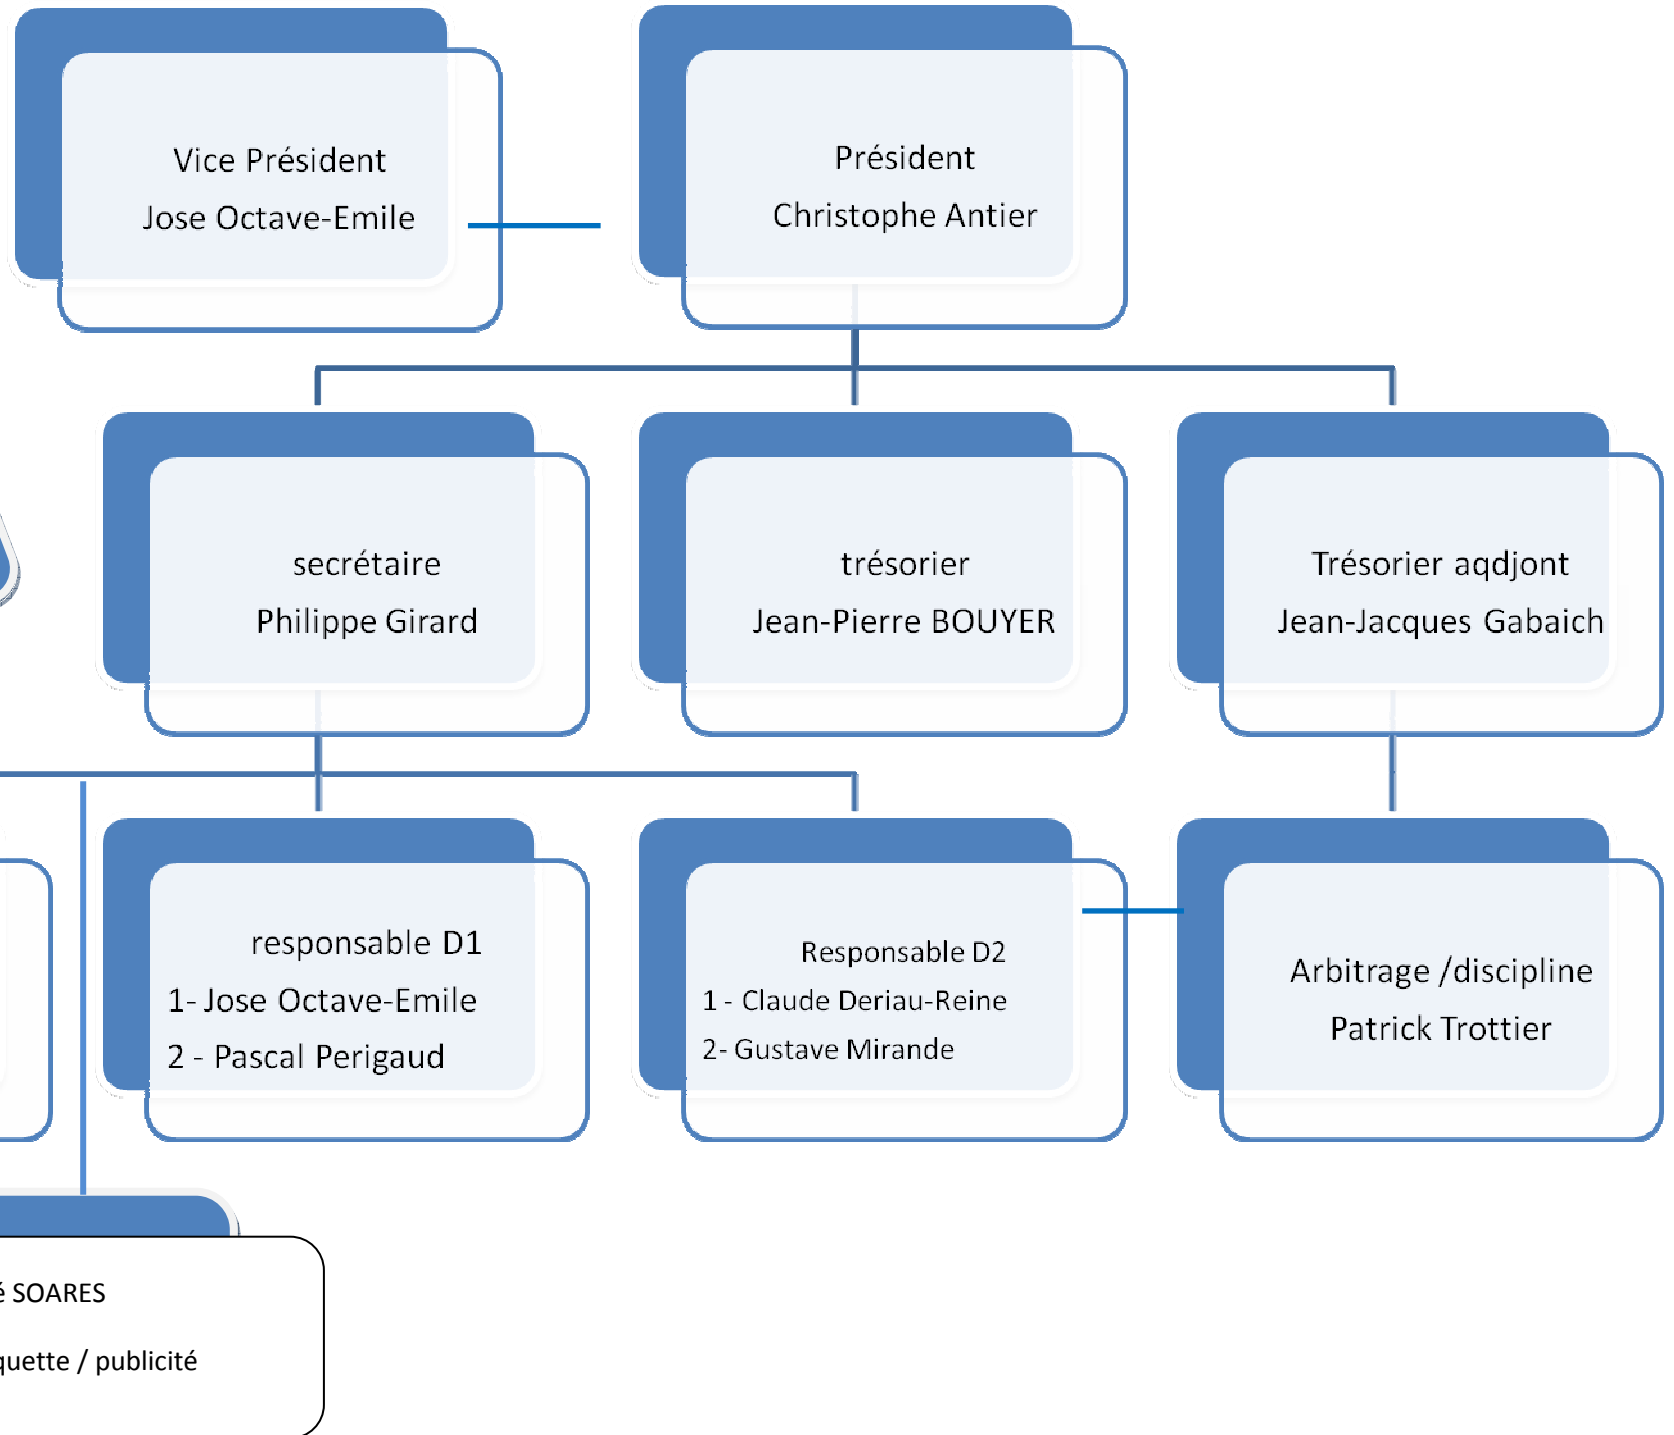 Vice Président
Jose Octave-Emile
Président
Christophe Antier
secrétaire
Philippe Girard
trésorier
Jean-Pierre BOUYER
Trésorier aqdjont
Jean-Jacques Gabaich
responsable D1
1- Jose Octave-Emile
2 - Pascal Perigaud
Responsable D2
1 - Claude Deriau-Reine
2- Gustave Mirande
Arbitrage /discipline
Patrick Trottier
SOARES
/ publicité